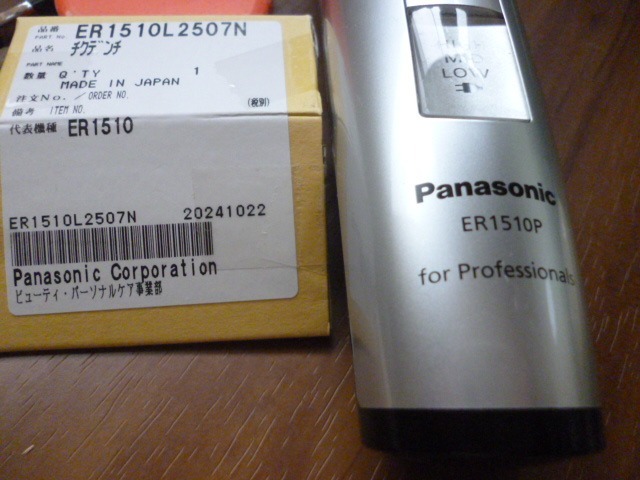 品番 ER1510L2507N
PART No.
品名 チクデンチ
PART NAME
数量 Q'TY 1
MADE IN JAPAN
件文No. / ORDER NO.
備考 ITEM NO. (税別)
代表機種 ER1510
ER1510L2507N 20241022
Panasonic Corporation
ビューティ・パーソナルケア事業部
MID
LOW
Panasonic
ER1510P
for Professionals